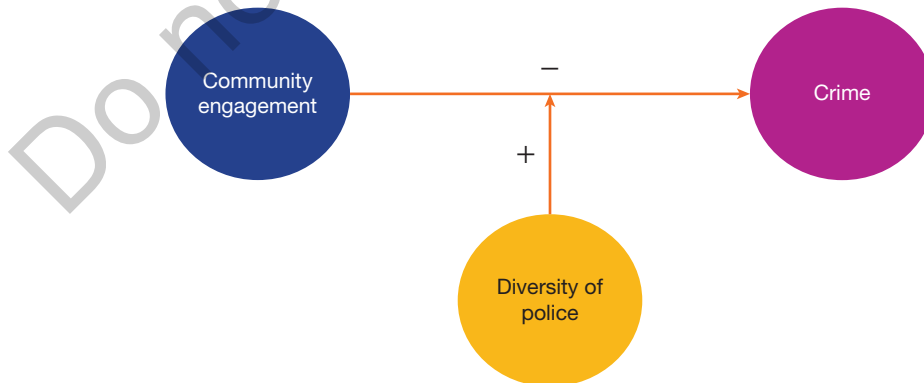 Do no
Community
engagement
−
Crime
+
Diversity of
police